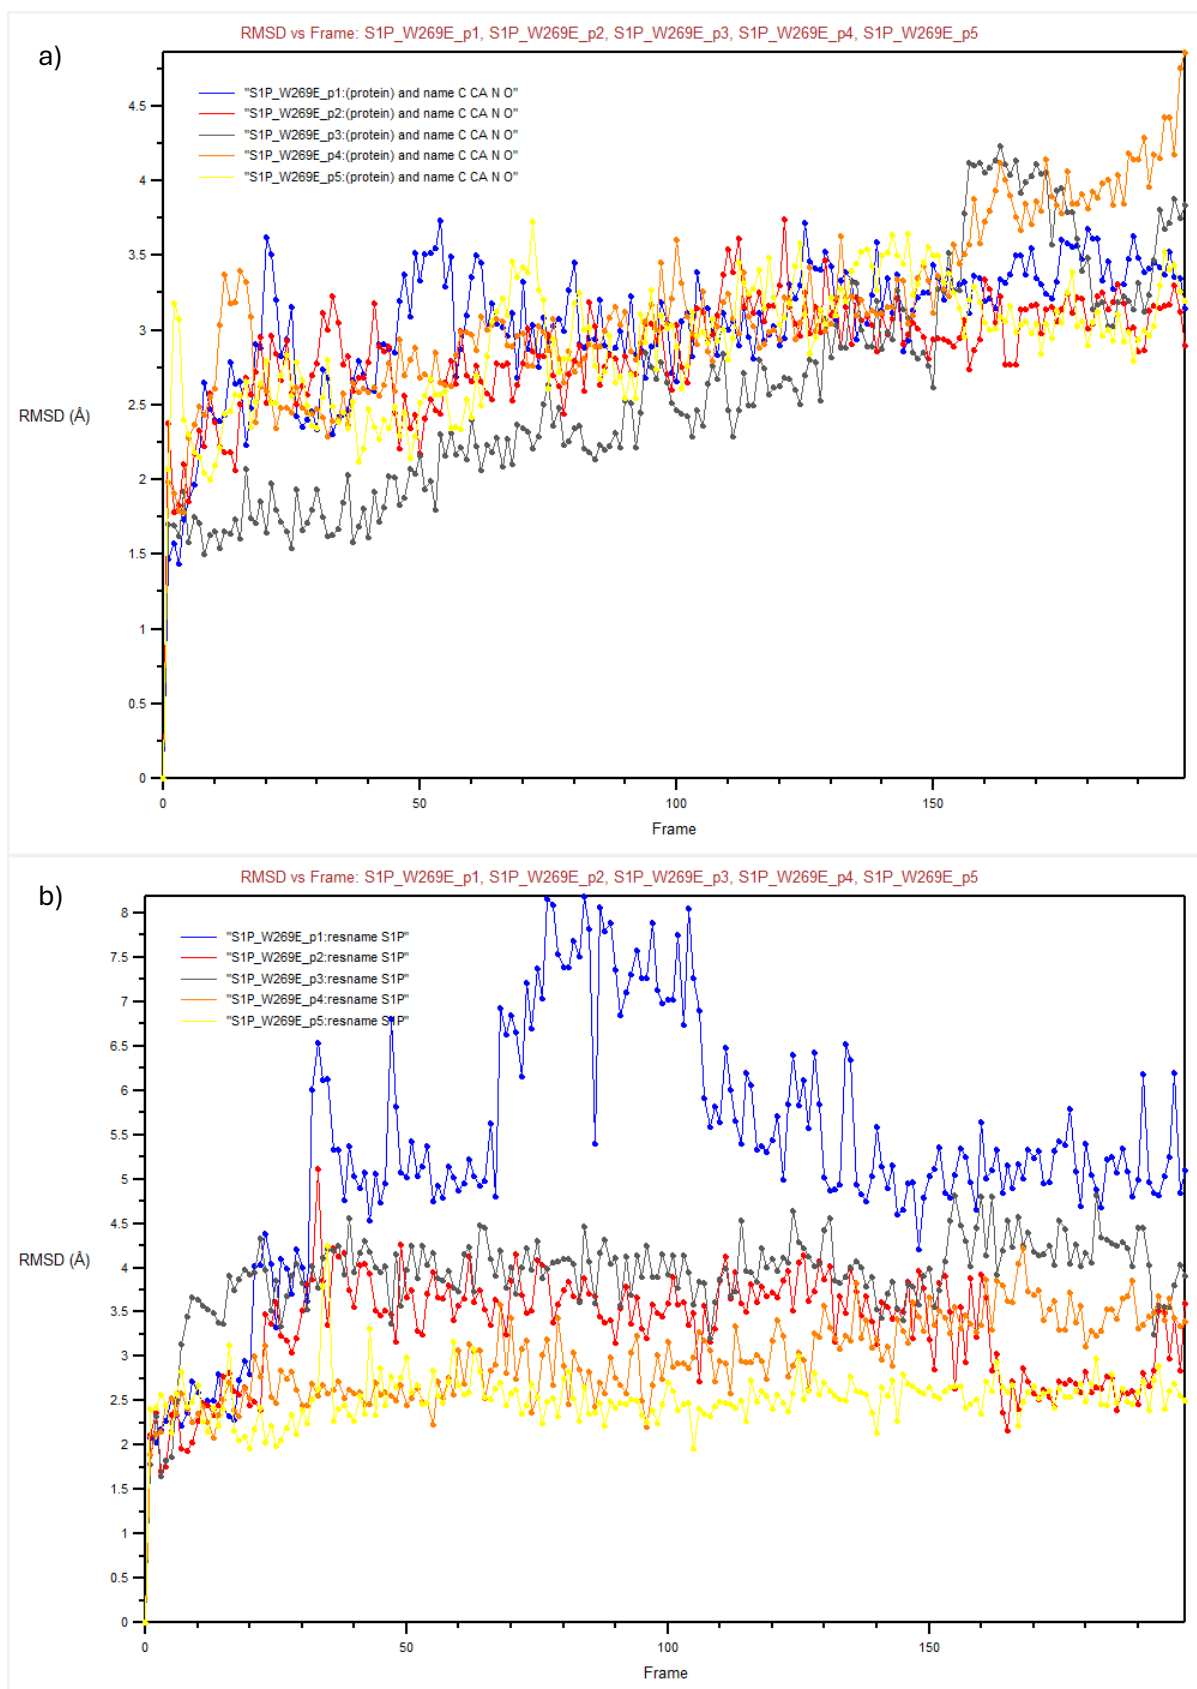 a)
RMSD vs Frame: S1P_W269E_p1, S1P_W269E_p2, S1P_W269E_p3, S1P_W269E_p4, S1P_W269E_p5
"S1P_W269E_p1:(protein) and name C CA N O"
"S1P_W269E_p2:(protein) and name C CA N O"
"S1P_W269E_p3:(protein) and name C CA N O"
"S1P_W269E_p4:(protein) and name C CA N O"
"S1P_W269E_p5:(protein) and name C CA N O"
4.5
4
3.5
3
2.5
RMSD (Å)
2
1.5
1
0.5
0
0 50 100 150
Frame
b)
RMSD vs Frame: S1P_W269E_p1, S1P_W269E_p2, S1P_W269E_p3, S1P_W269E_p4, S1P_W269E_p5
"S1P_W269E_p1:resname S1P"
"S1P_W269E_p2:resname S1P"
"S1P_W269E_p3:resname S1P"
"S1P_W269E_p4:resname S1P"
"S1P_W269E_p5:resname S1P"
8
7.5
7
6.5
6
5.5
5
4.5
RMSD (Å)
4
3.5
3
2.5
2
1.5
1
0.5
0
0 50 100 150
Frame